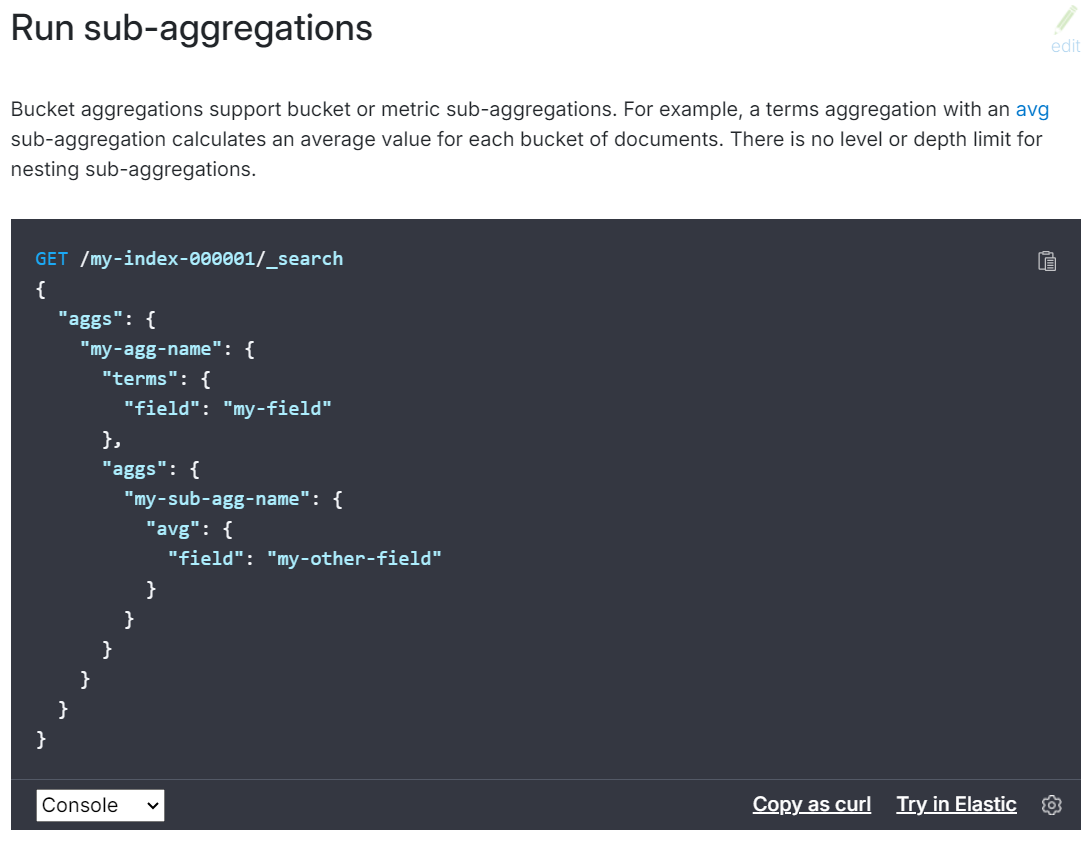 Run sub-aggregations
edit
Bucket aggregations support bucket or metric sub-aggregations. For example, a terms aggregation with an avg
sub-aggregation calculates an average value for each bucket of documents. There is no level or depth limit for
nesting sub-aggregations.
GET /my-index-000001/_search
{
  "aggs": {
    "my-agg-name": {
      "terms": {
        "field": "my-field"
      },
      "aggs": {
        "my-sub-agg-name": {
          "avg": {
            "field": "my-other-field"
          }
        }
      }
    }
  }
}
Console Copy as curl Try in Elastic